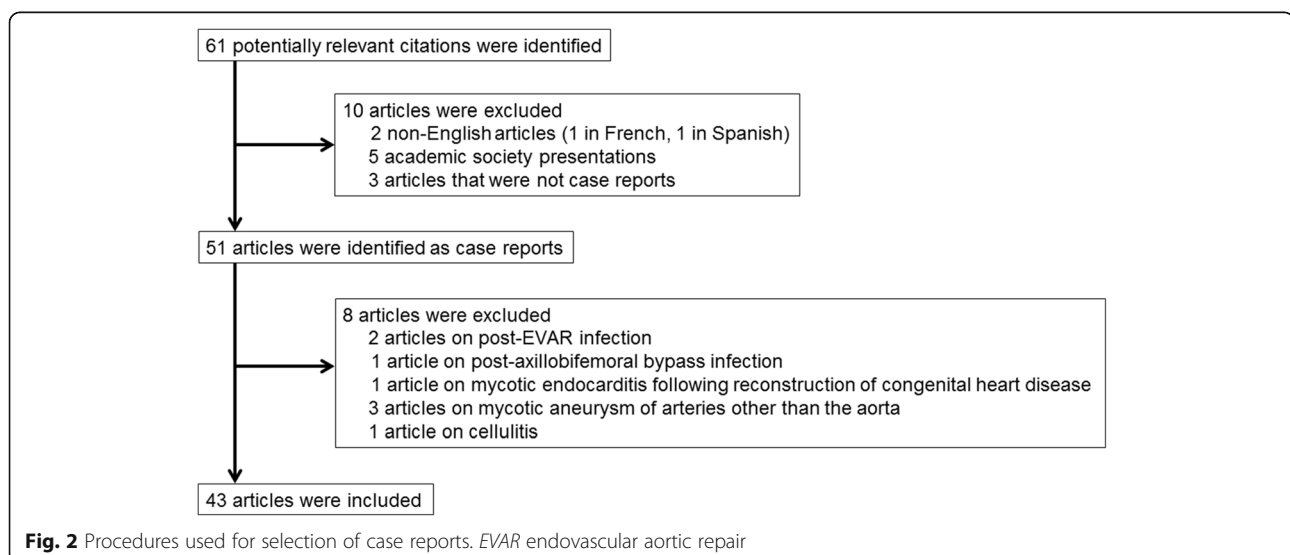 61 potentially relevant citations were identified
10 articles were excluded
2 non-English articles (1 in French, 1 in Spanish)
5 academic society presentations
3 articles that were not case reports
51 articles were identified as case reports
8 articles were excluded
2 articles on post-EVAR infection
1 article on post-axillobifemoral bypass infection
1 article on mycotic endocarditis following reconstruction of congenital heart disease
3 articles on mycotic aneurysm of arteries other than the aorta
1 article on cellulitis
43 articles were included
Fig. 2 Procedures used for selection of case reports. EVAR endovascular aortic repair